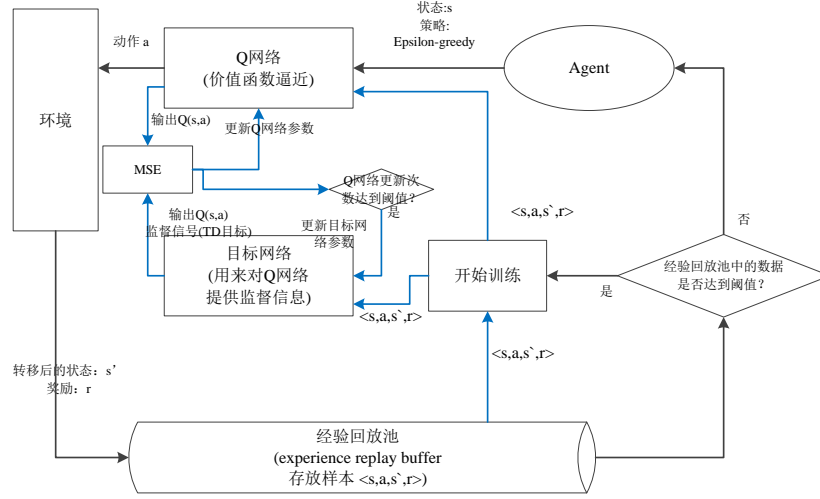 状态:s
策略:
Epsilon-greedy
动作 a
Q网络
(价值函数逼近)
Agent
环境
输出Q(s,a)
更新Q网络参数
MSE
Q网络更新次
数达到阈值?
是
<s,a,s`,r>
否
输出Q(s,a)
监督信号(TD目标)
更新目标网
络参数
目标网络
(用来对Q网络
提供监督信息)
开始训练
是
经验回放池中的数据
是否达到阈值?
<s,a,s`,r>
<s,a,s`,r>
转移后的状态：s’
奖励：r
经验回放池
(experience replay buffer
存放样本 <s,a,s`,r>)